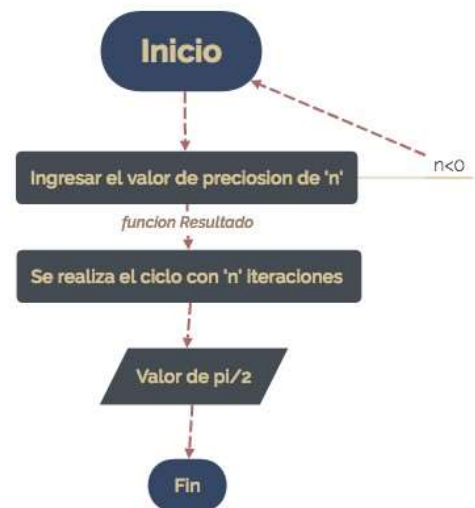 Inicio
n<0
Ingresar el valor de preciosion de 'n'
funcion Resultado
Se realiza el ciclo con 'n' iteraciones
Valor de pi/2
Fin